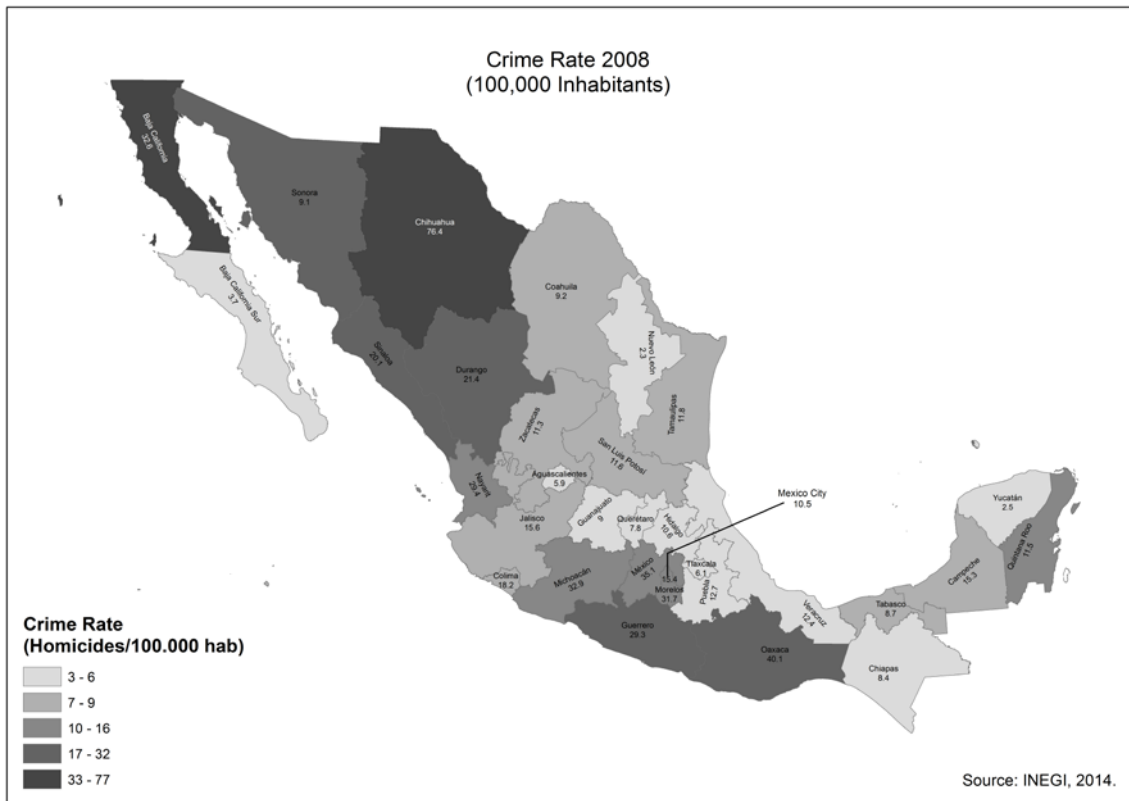 Crime Rate 2008
(100,000 Inhabitants)
Baja California
32.6
Sonora
9.1
Chihuahua
76.4
Baja California Sur
3.7
Coahuila
9.2
Nuevo León
2.3
Sinaloa
20.1
Durango
21.4
Tamaulipas
11.8
Zacatecas
11.3
San Luis Potosí
11.6
Nayarit
29.4
Aguascalientes
5.9
Mexico City
10.5
Jalisco
15.6
Guanajuato
9
Querétaro
7.8
Hidalgo
10.6
Yucatán
2.5
Quintana Roo
11.5
Campeche
15.3
Colima
18.2
Michoacán
32.9
México
35.1
15.4
Morelos
31.7
Tlaxcala
6.1
Puebla
12.7
Veracruz
12.4
Tabasco
8.7
Guerrero
29.3
Oaxaca
40.1
Chiapas
8.4
Crime Rate
(Homicides/100.000 hab)
3 - 6
7 - 9
10 - 16
17 - 32
33 - 77
Source: INEGI, 2014.